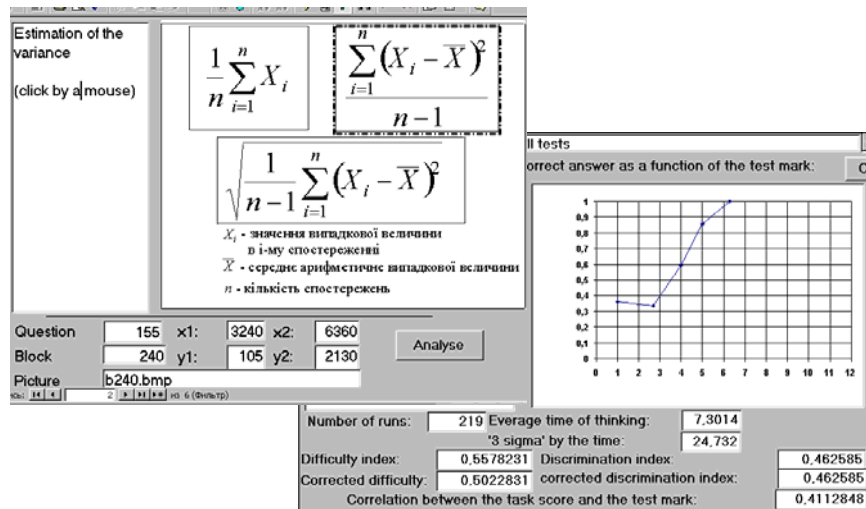 Estimation of the
variance
(click by a mouse)
1/n ∑ i=1 n X i
∑ i=1 n (X i - X̅)² / n - 1
√ 1/n-1 ∑ i=1 n (X i - X̅)²
X i - значення випадкової величини
в і-му спостереженні
X̅ - середнє арифметичне випадкової величини
n - кількість спостережень
Question 155 x1: 3240 x2: 6360
Block 240 y1: 105 y2: 2130
Analyse
Picture b240.bmp
2 из 6 (Фильтр)
ll tests
orrect answer as a function of the test mark:
1
0,9
0,8
0,7
0,6
0,5
0,4
0,3
0,2
0,1
0
0 1 2 3 4 5 6 7 8 9 10 11 12
Number of runs: 219 Everage time of thinking: 7,3014
'3 sigma' by the time: 24,732
Difficulty index: 0,5578231 Discrimination index: 0,462585
Corrected difficulty: 0,5022831 corrected discrimination index: 0,462585
Correlation between the task score and the test mark: 0,4112848